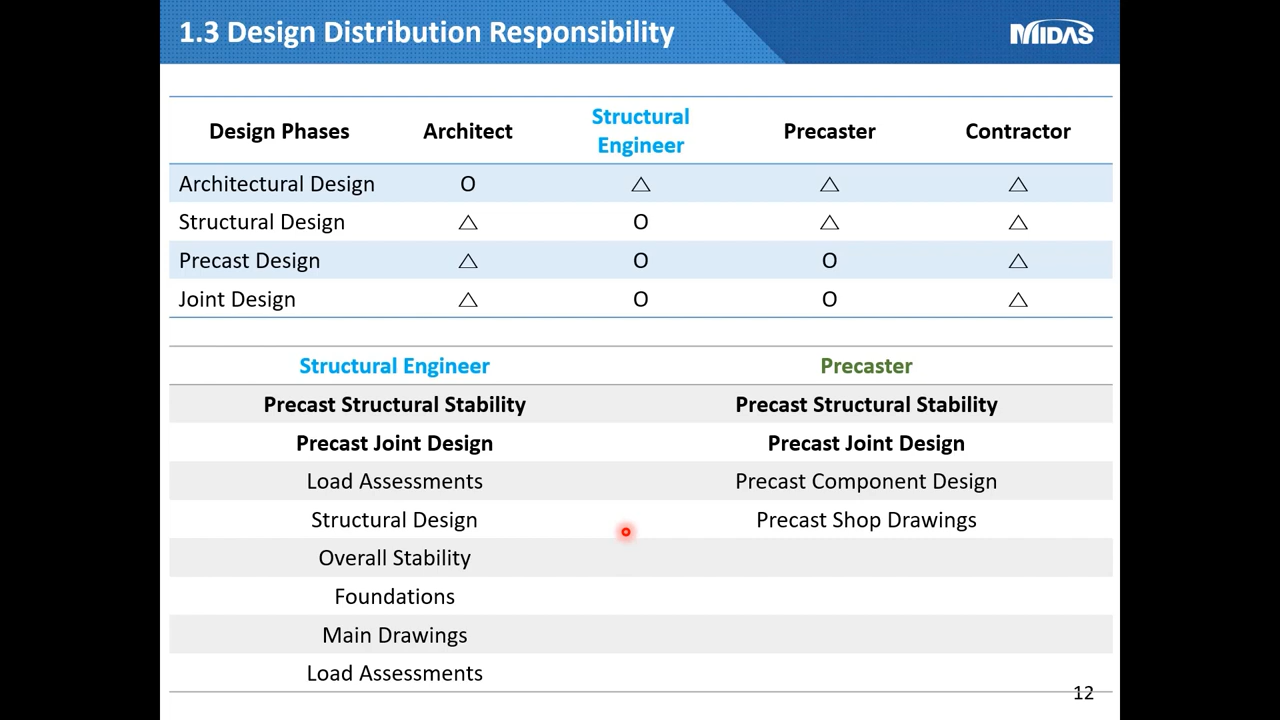 1.3 Design Distribution Responsibility
MIDAS
Design Phases Architect Structural Engineer Precaster Contractor
Architectural Design O △ △ △
Structural Design △ O △ △
Precast Design △ O O △
Joint Design △ O O △
Structural Engineer Precaster
Precast Structural Stability Precast Structural Stability
Precast Joint Design Precast Joint Design
Load Assessments Precast Component Design
Structural Design Precast Shop Drawings
Overall Stability
Foundations
Main Drawings
Load Assessments
12